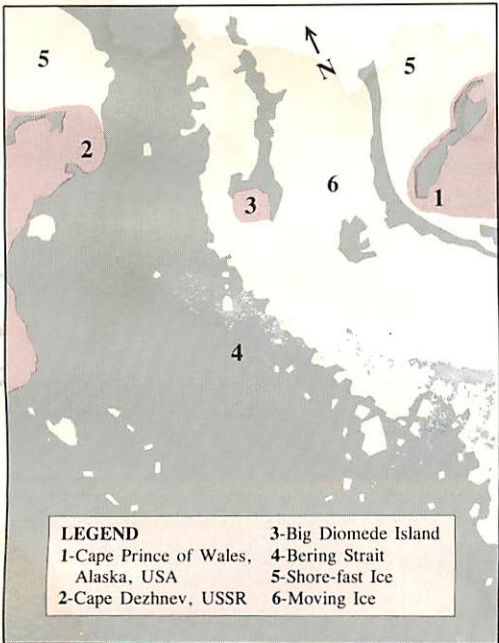 N
5
5
2
6
1
3
4
LEGEND
1-Cape Prince of Wales,
Alaska, USA
2-Cape Dezhnev, USSR
3-Big Diomede Island
4-Bering Strait
5-Shore-fast Ice
6-Moving Ice